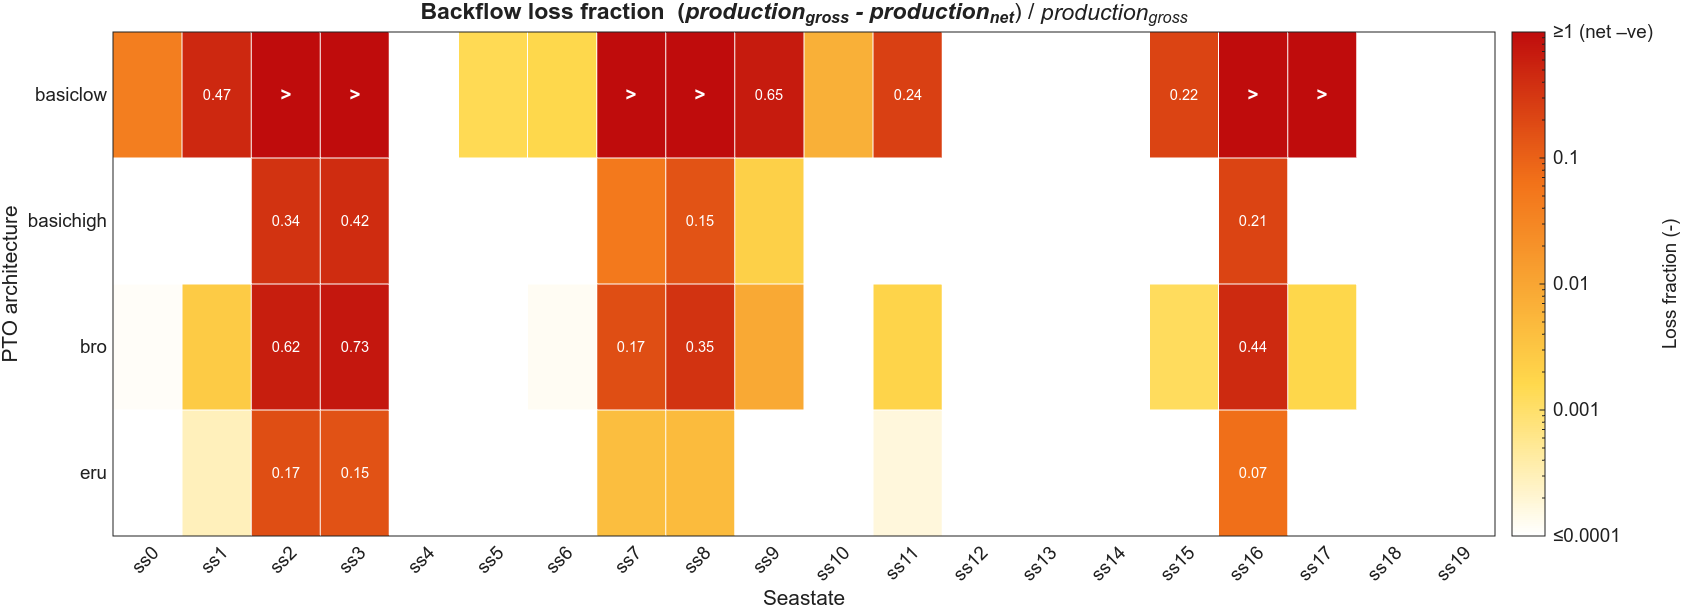 Backflow loss fraction (production_gross - production_net) / production_gross
≥1 (net –ve)
basiclow
0.47
>
>
>
>
0.65
0.24
0.22
>
>
0.1
basichigh
0.34
0.42
0.15
0.21
0.01
bro
0.62
0.73
0.17
0.35
0.44
0.001
eru
0.17
0.15
0.07
≤0.0001
PTO architecture
Loss fraction (-)
ss0
ss1
ss2
ss3
ss4
ss5
ss6
ss7
ss8
ss9
ss10
ss11
ss12
ss13
ss14
ss15
ss16
ss17
ss18
ss19
Seastate